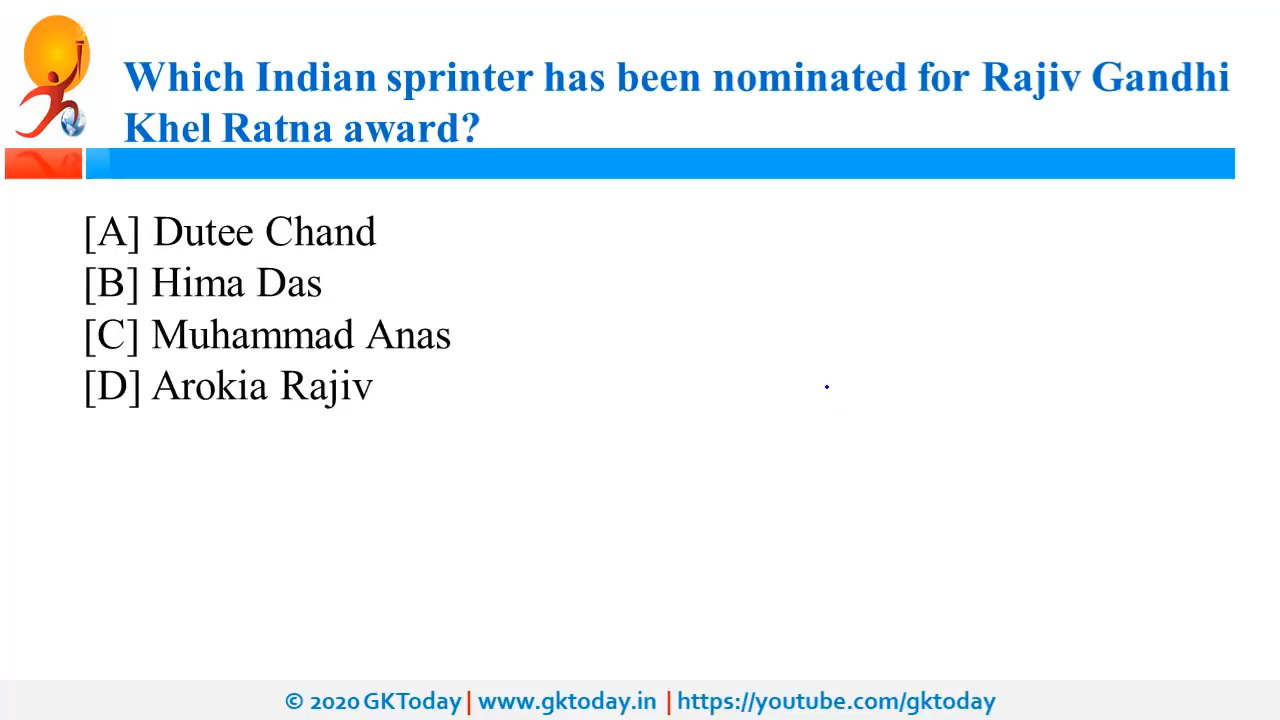 Which Indian sprinter has been nominated for Rajiv Gandhi
Khel Ratna award?
[A] Dutee Chand
[B] Hima Das
[C] Muhammad Anas
[D] Arokia Rajiv
© 2020 GKToday | www.gktoday.in | https://youtube.com/gktoday